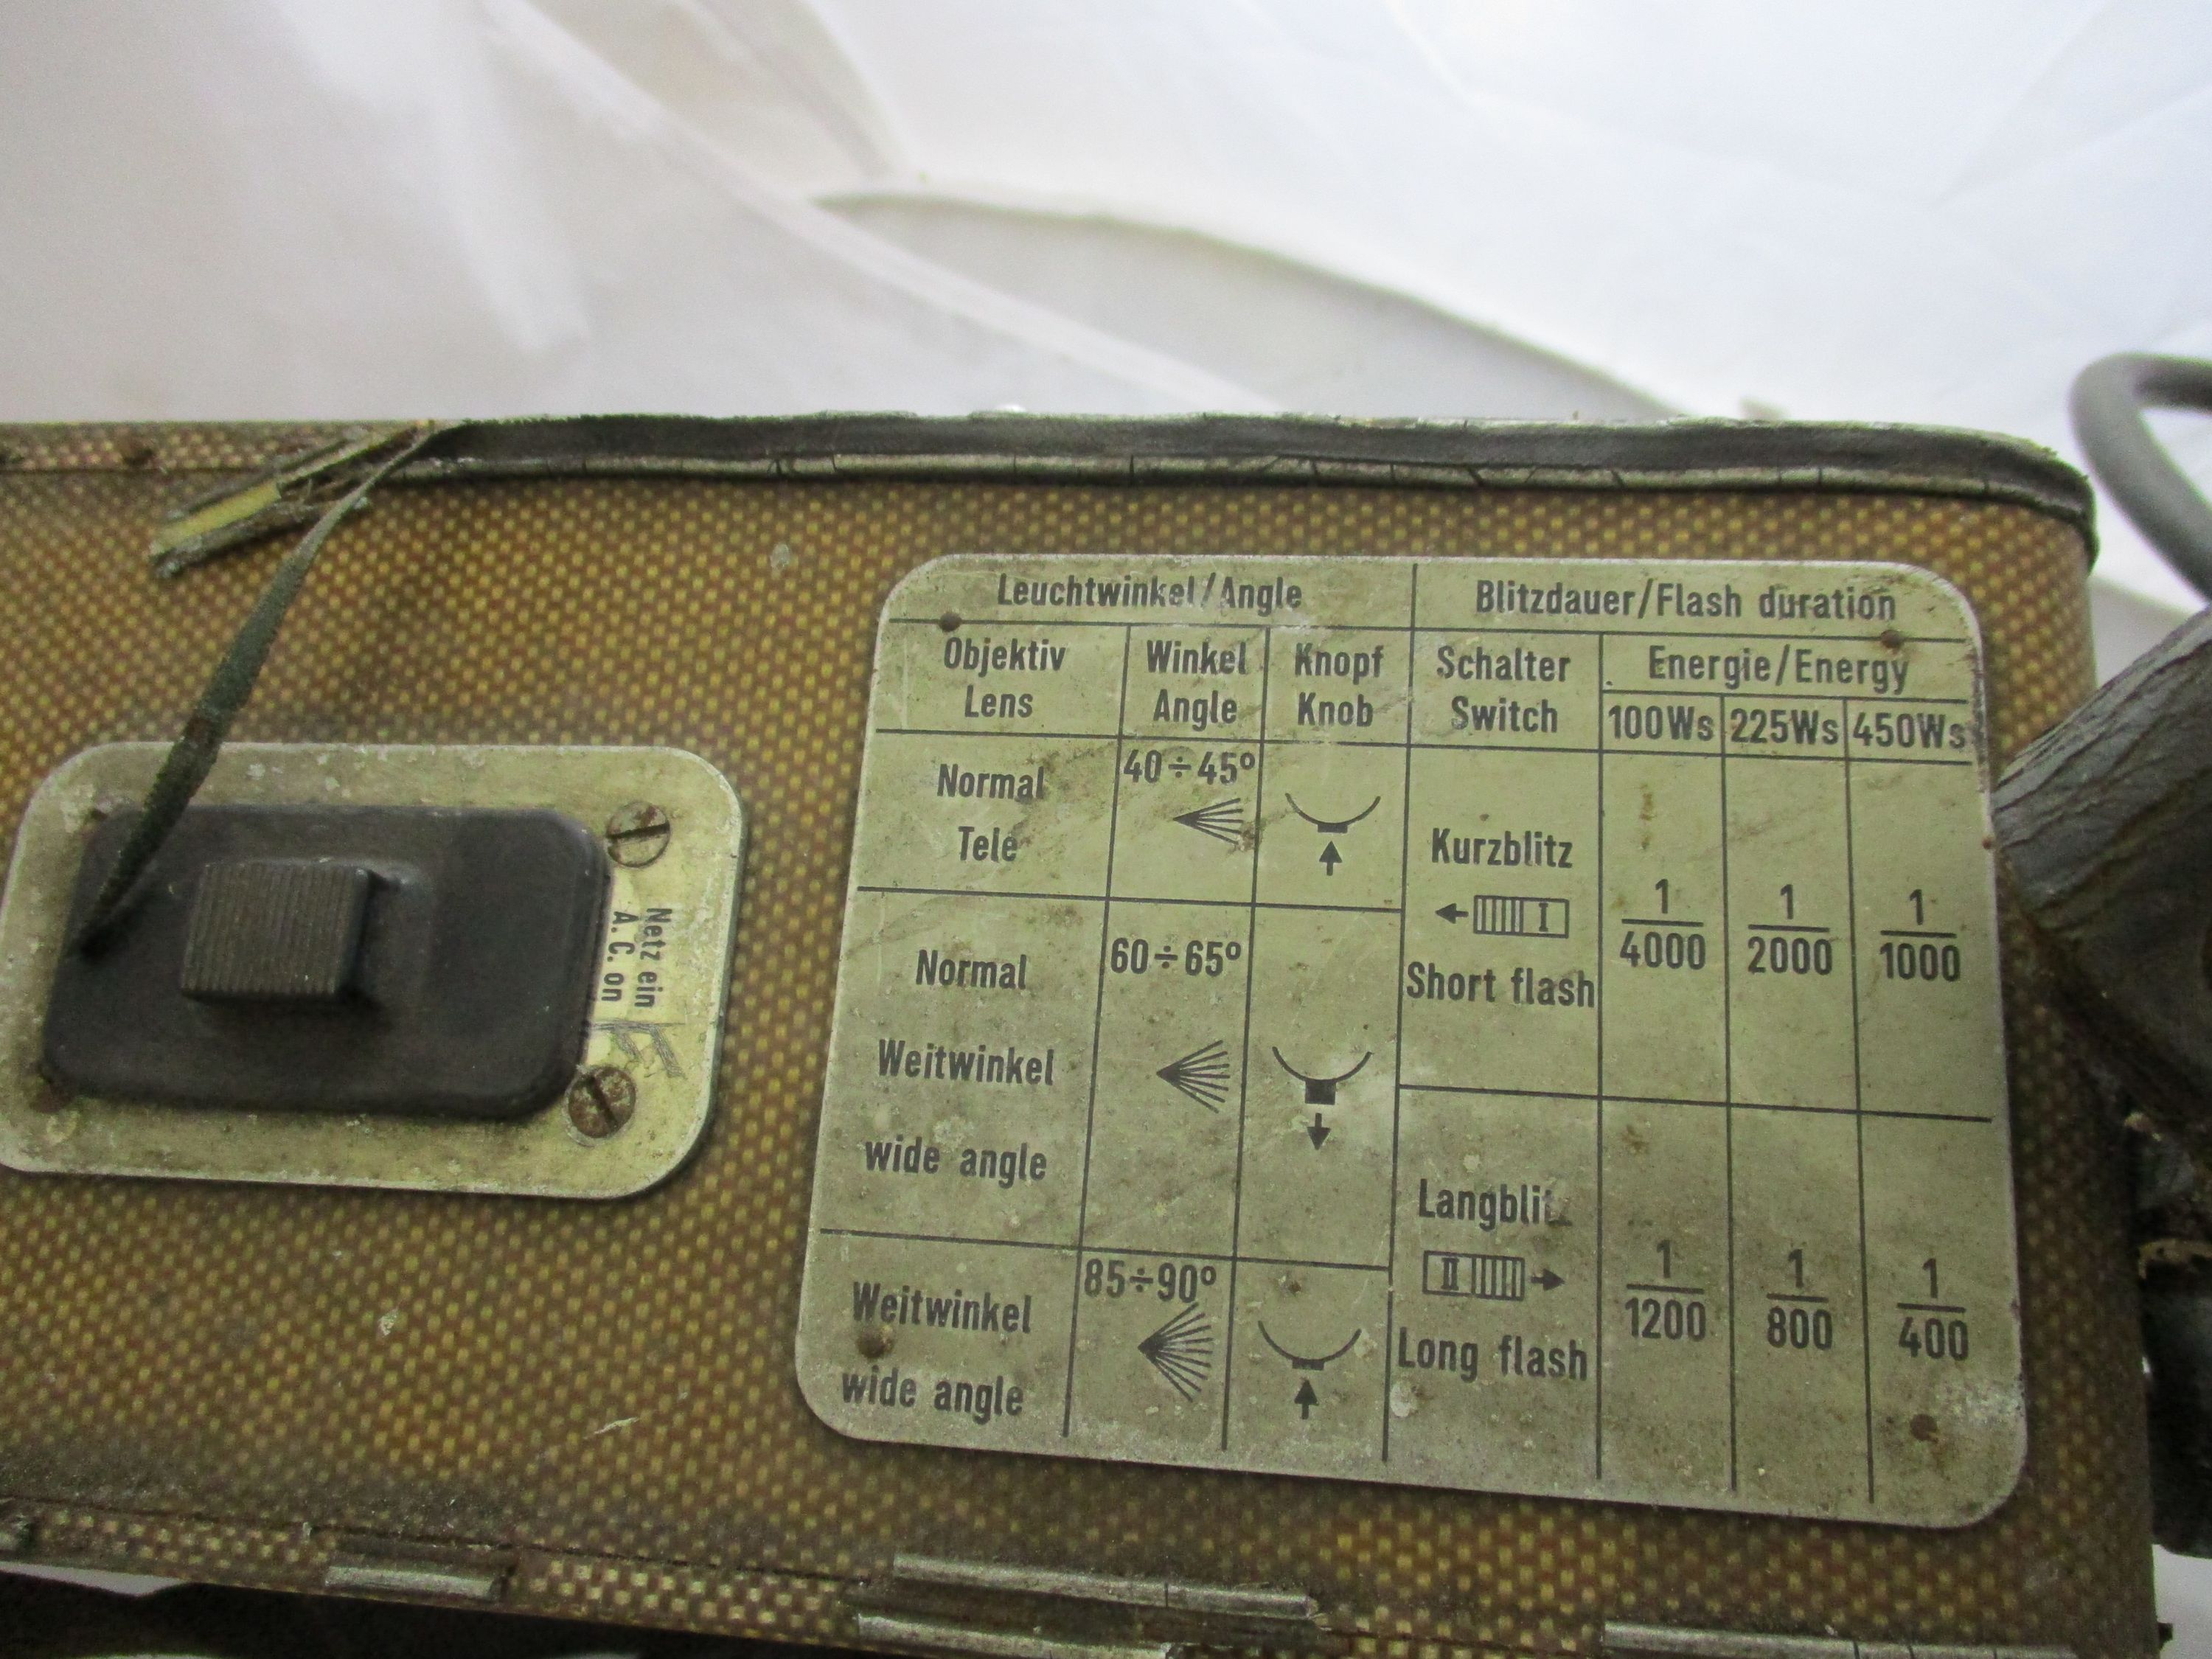 Leuchtwinkel/Angle
Blitzdauer/Flash duration
Objektiv
Lens
Winkel
Angle
Knopf
Knob
Schalter
Switch
Energie/Energy
100Ws 225Ws 450Ws
Normal
Tele
40÷45°
Normal
Weitwinkel
wide angle
60÷65°
Weitwinkel
wide angle
85÷90°
Kurzblitz
I
Short flash
1/4000 1/2000 1/1000
Langblitz
II
Long flash
1/1200 1/800 1/400
Netz ein
A.C. on